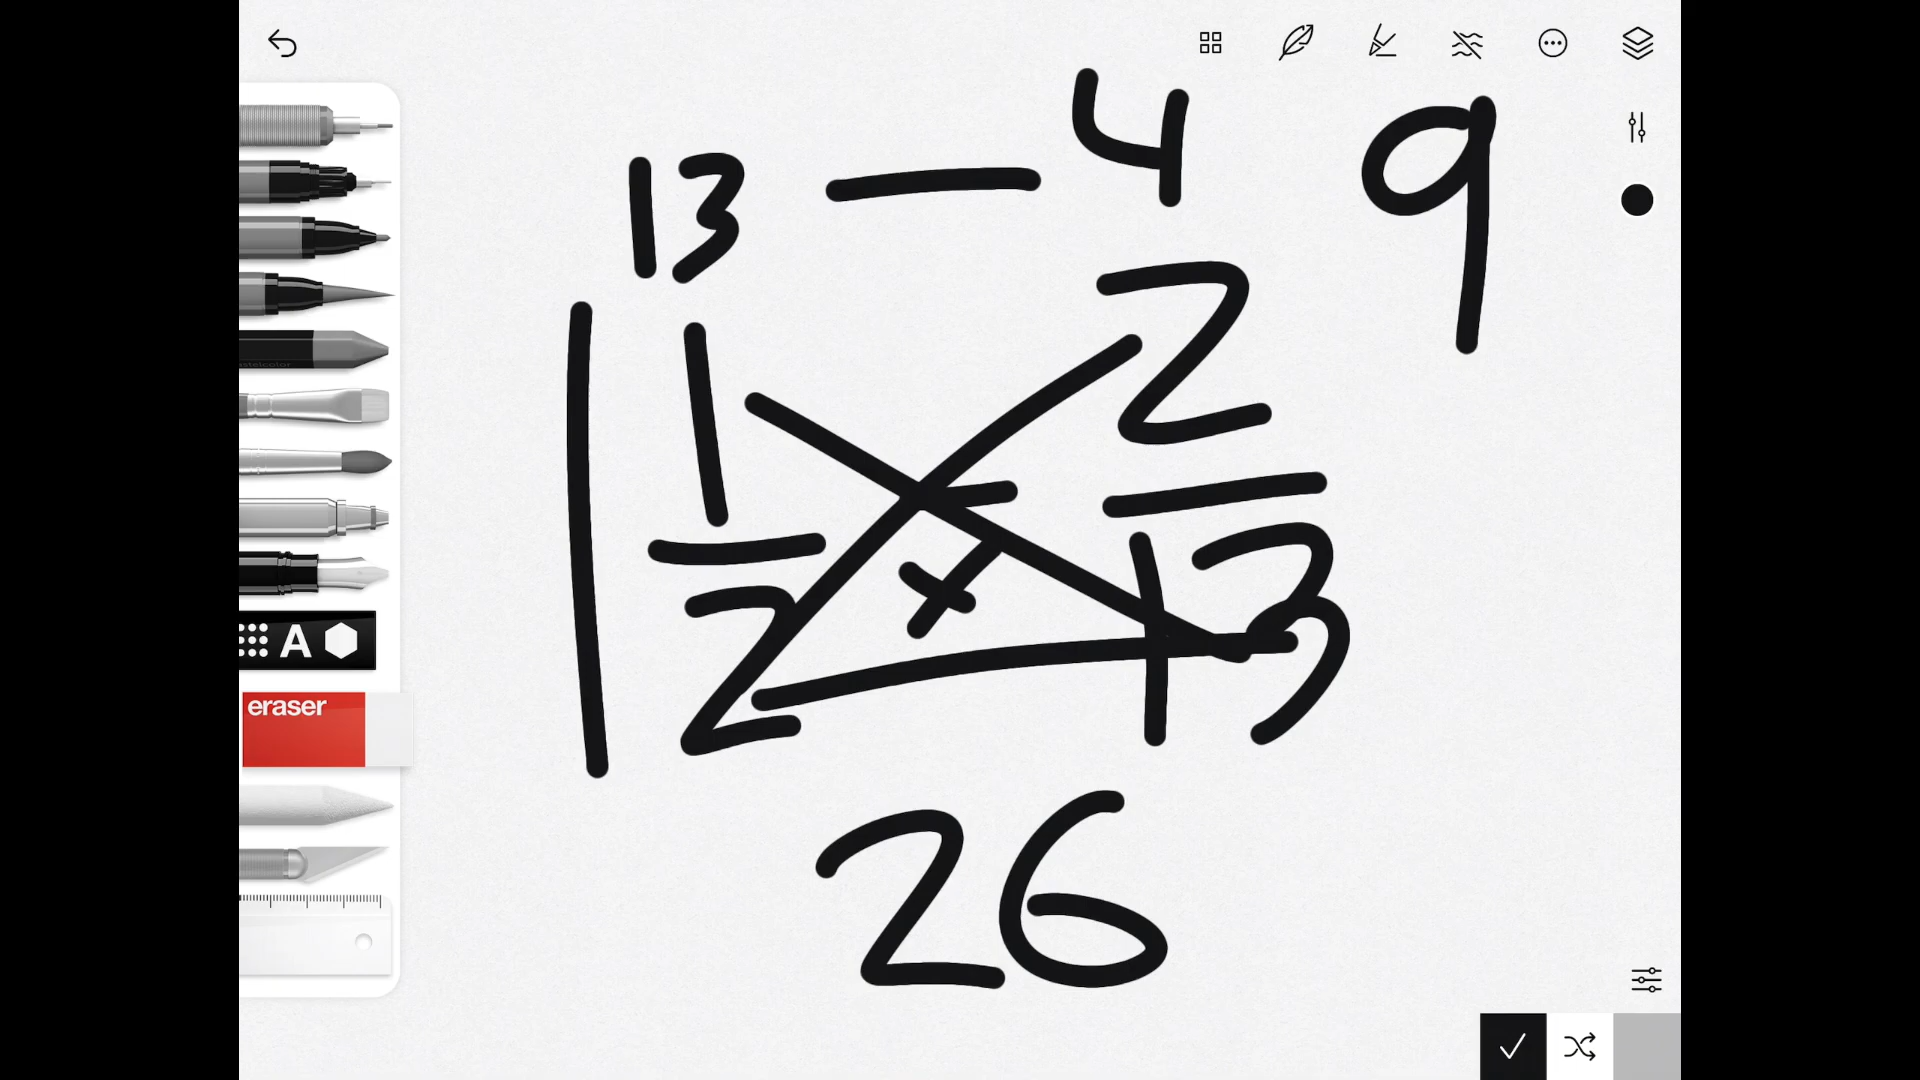 13 — 4 9
1 2
— —
2 13
26
eraser
A